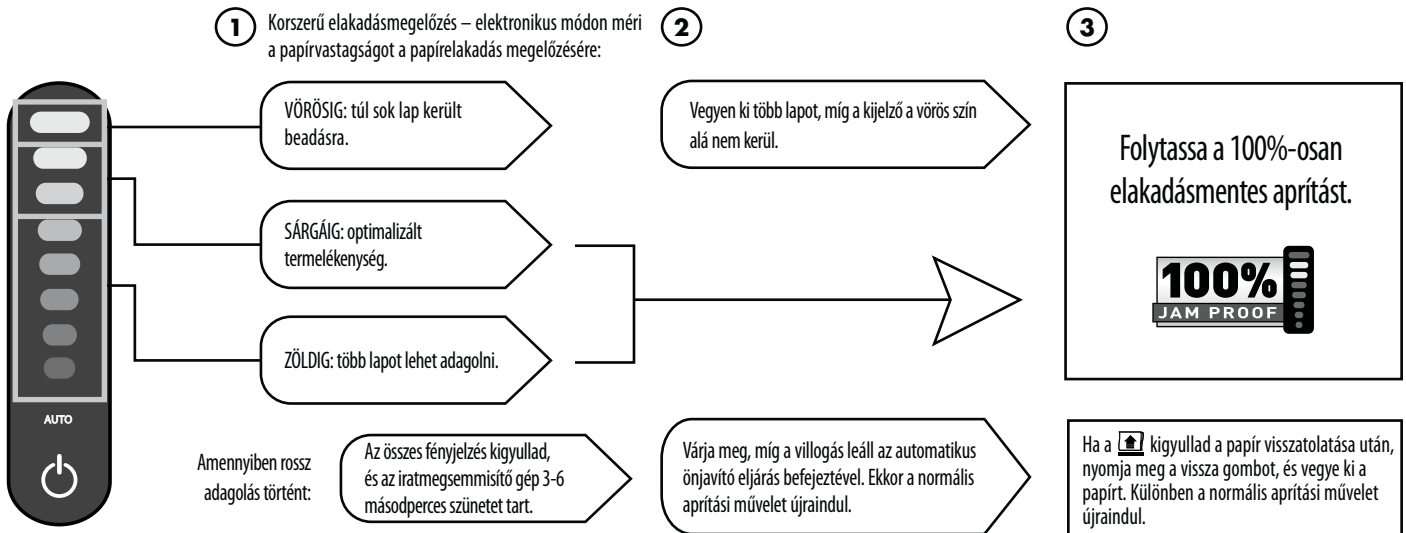 1
Korszerű elakadásmegelőzés – elektronikus módon méri
a papírvastagságot a papírelakadás megelőzésére:
2
3
VÖRÖSIG: túl sok lap került
beadásra.
Vegyen ki több lapot, míg a kijelző a vörös szín
alá nem kerül.
Folytassa a 100%-osan
elakadásmentes aprítást.
100%
JAM PROOF
SÁRGÁIG: optimalizált
termelékenység.
ZÖLDIG: több lapot lehet adagolni.
AUTO
Amennyiben rossz
adagolás történt:
Az összes fényjelzés kigyullad,
és az iratmegsemmisítő gép 3-6
másodperces szünetet tart.
Várja meg, míg a villogás leáll az automatikus
önjavító eljárás befejeztével. Ekkor a normális
aprítási művelet újraindul.
Ha a kigyullad a papír visszatolatása után,
nyomja meg a vissza gombot, és vegye ki a
papírt. Különben a normális aprítási művelet
újraindul.